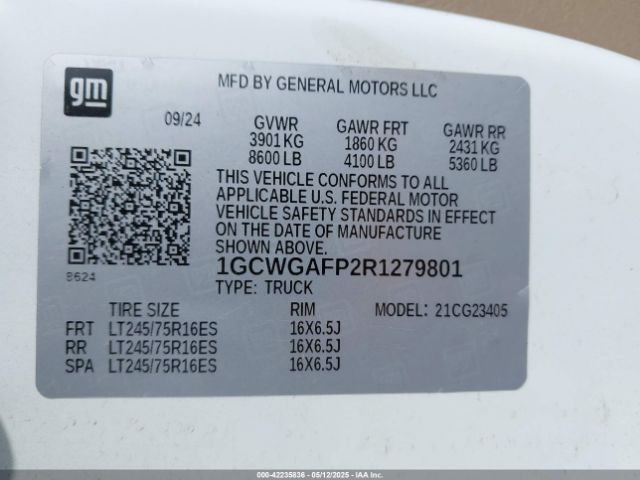 gm
MFD BY GENERAL MOTORS LLC
09/24 GVWR GAWR FRT GAWR RR
3901 KG 1860 KG 2431 KG
8600 LB 4100 LB 5360 LB
THIS VEHICLE CONFORMS TO ALL
APPLICABLE U.S. FEDERAL MOTOR
VEHICLE SAFETY STANDARDS IN EFFECT
ON THE DATE OF MANUFACTURE
SHOWN ABOVE.
8624 1GCWGAFP2R1279801
TYPE: TRUCK
TIRE SIZE RIM MODEL: 21CG23405
FRT LT245/75R16ES 16X6.5J
RR LT245/75R16ES 16X6.5J
SPA LT245/75R16ES 16X6.5J
000-42235836 - 05/12/2025 - IAAI.COM